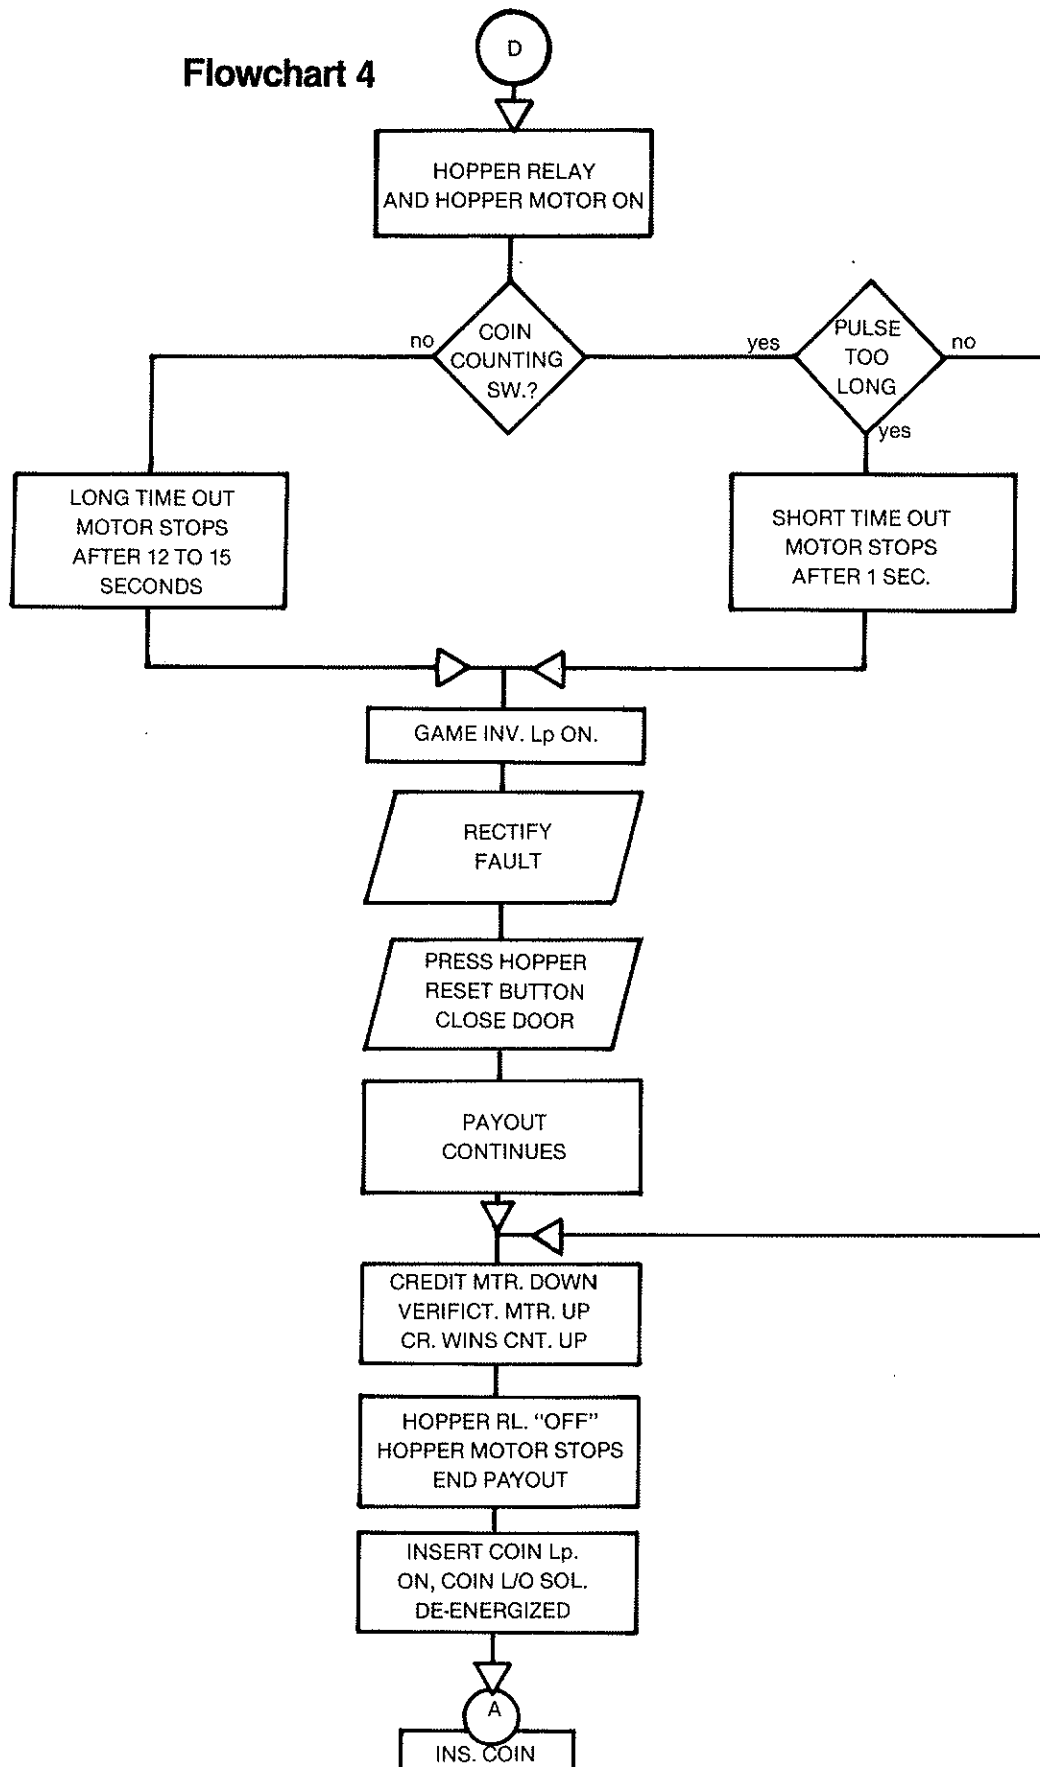 Flowchart 4
D
HOPPER RELAY
AND HOPPER MOTOR ON
COIN
COUNTING
SW.?
no
yes
PULSE
TOO
LONG
no
yes
LONG TIME OUT
MOTOR STOPS
AFTER 12 TO 15
SECONDS
SHORT TIME OUT
MOTOR STOPS
AFTER 1 SEC.
GAME INV. Lp ON.
RECTIFY
FAULT
PRESS HOPPER
RESET BUTTON
CLOSE DOOR
PAYOUT
CONTINUES
CREDIT MTR. DOWN
VERIFICT. MTR. UP
CR. WINS CNT. UP
HOPPER RL. "OFF"
HOPPER MOTOR STOPS
END PAYOUT
INSERT COIN Lp.
ON, COIN L/O SOL.
DE-ENERGIZED
A
INS. COIN